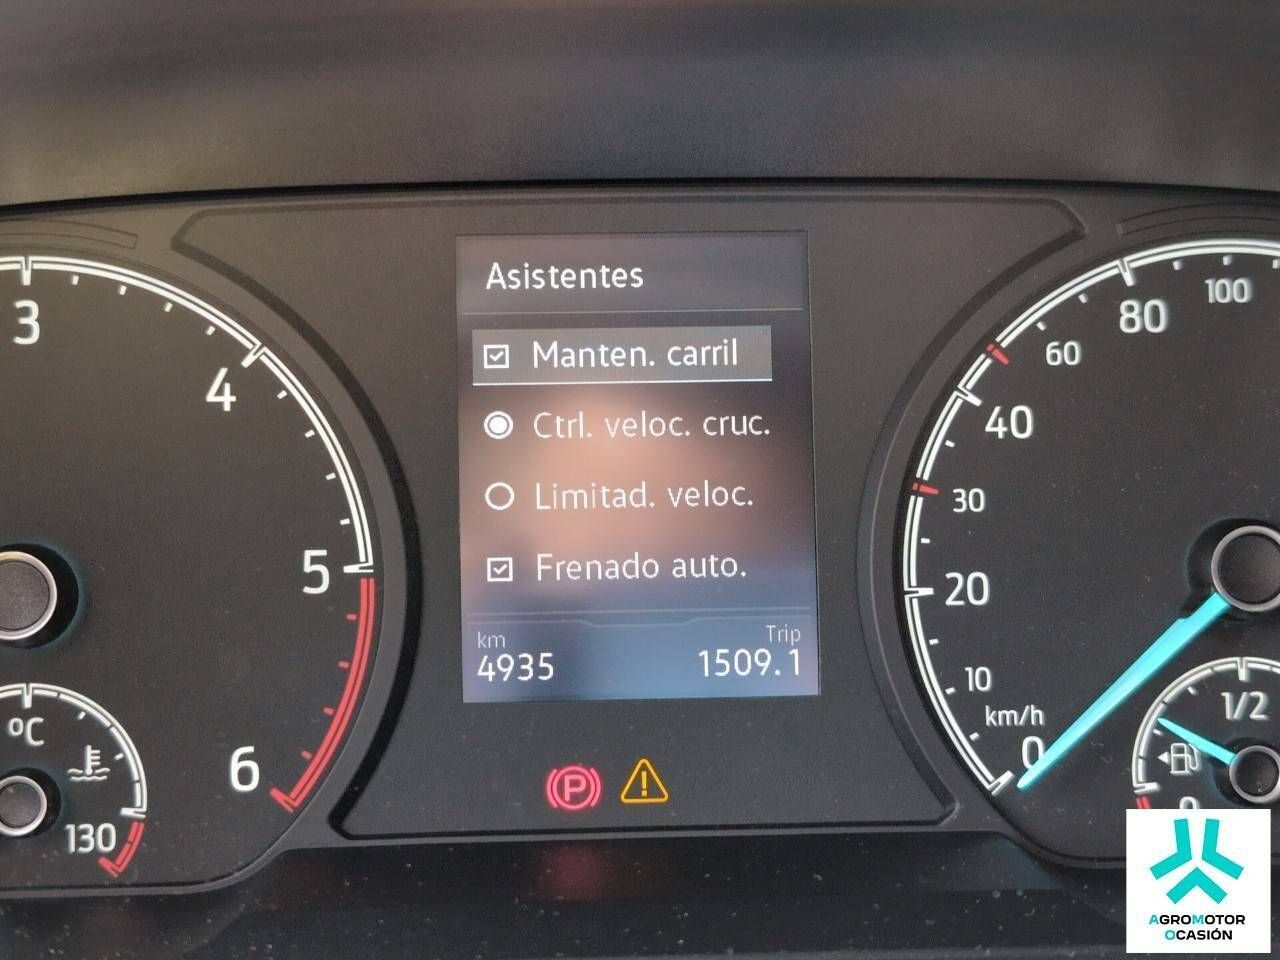 Asistentes
Manten. carril
Ctrl. veloc. cruc.
Limitad. veloc.
Frenado auto.
km
4935
Trip
1509.1
3
4
5
6
°C
130
P
100
80
60
40
30
20
10
km/h
0
1/2
0
AGROMOTOR
OCASIÓN